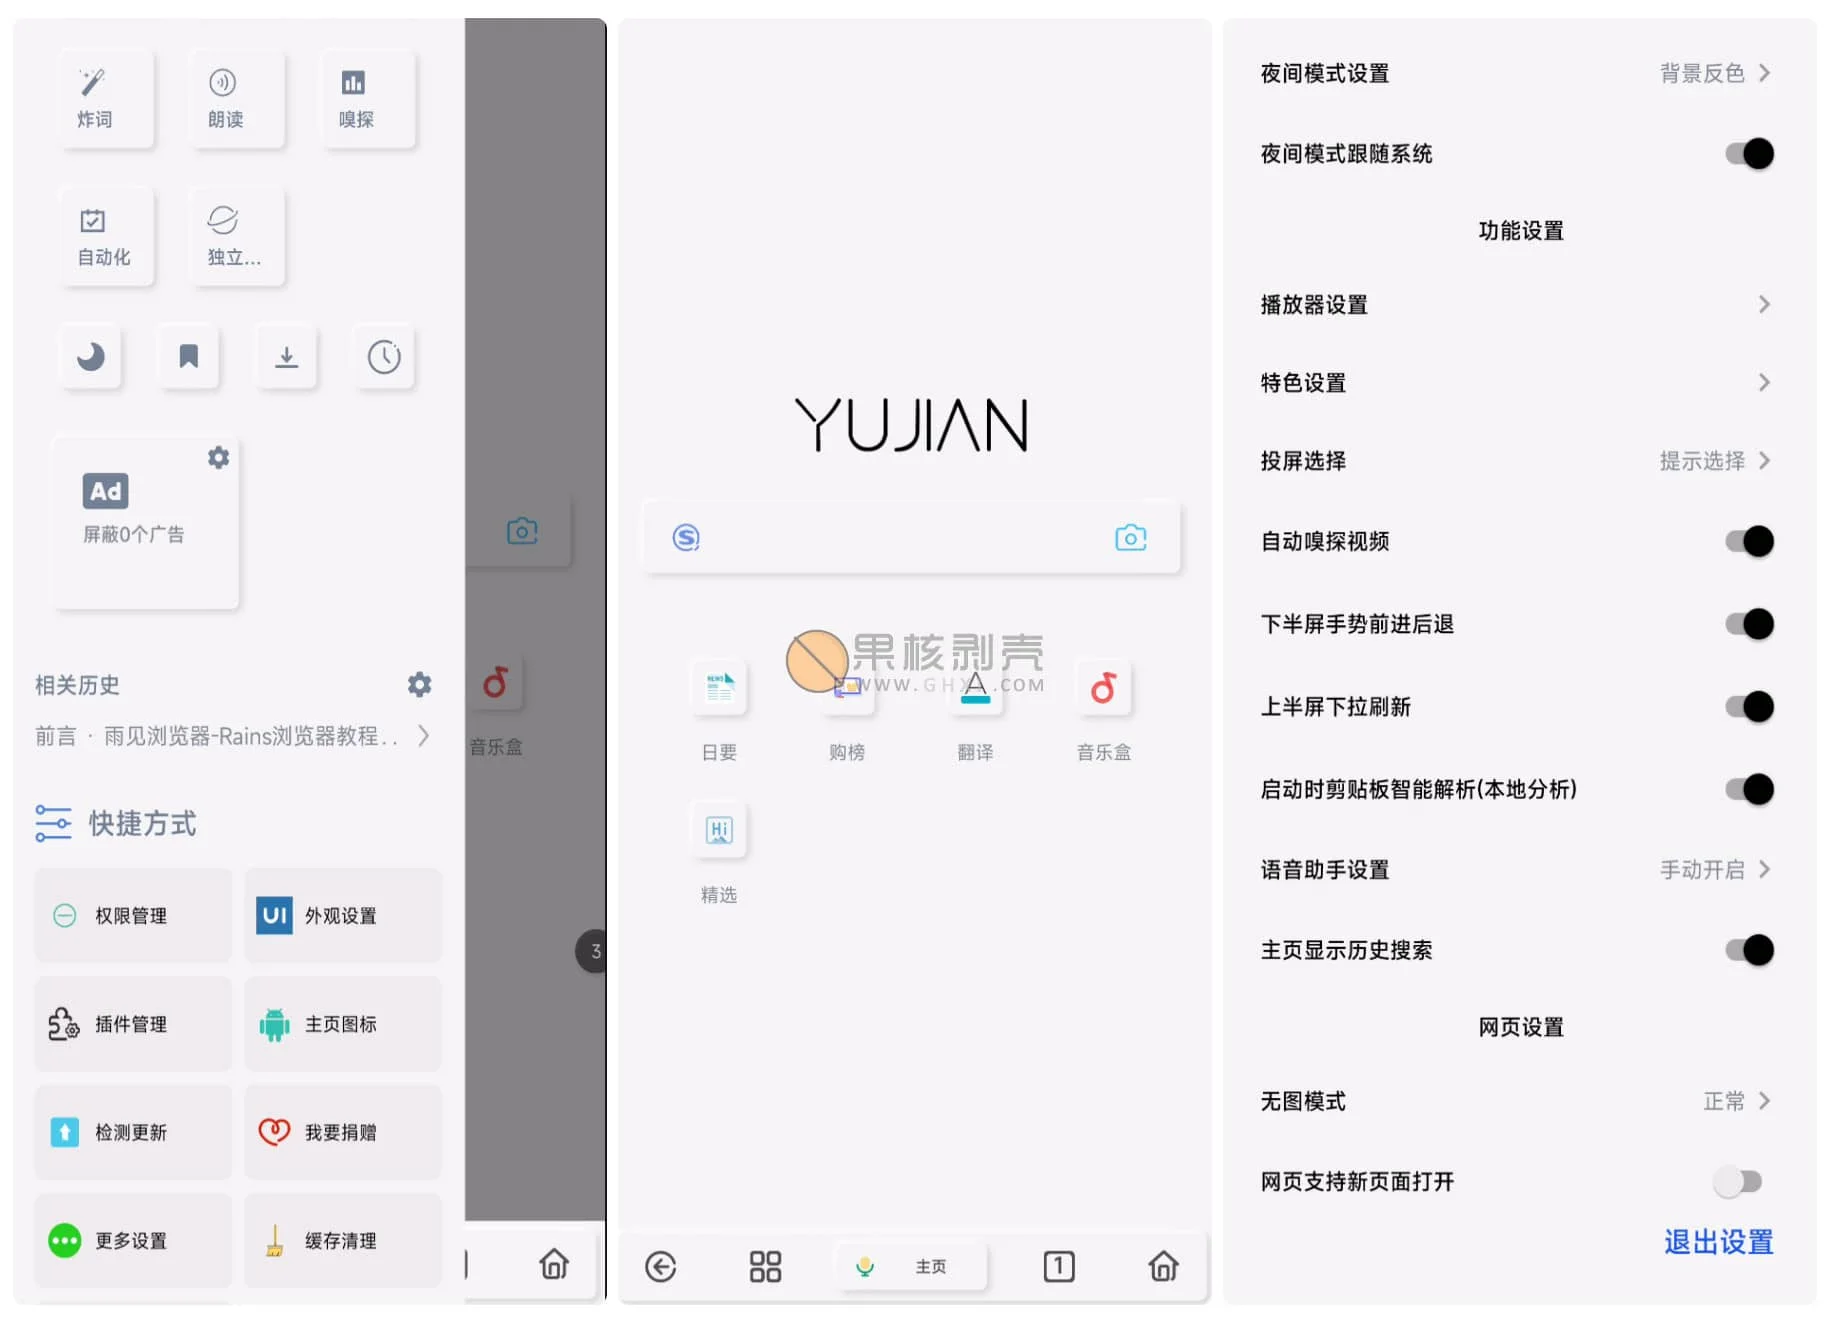 炸词
朗读
嗅探
自动化
独立...
Ad
屏蔽0个广告
相关历史
前言 · 雨见浏览器-Rains浏览器教程..
快捷方式
权限管理
UI
外观设置
插件管理
主页图标
检测更新
我要捐赠
更多设置
缓存清理
音乐盒
3
YUJIAN
S
果核剥壳
WWW.GHXI.COM
NEWS
A
日要
购榜
翻译
音乐盒
Hi
精选
主页
1
夜间模式设置
背景反色
夜间模式跟随系统
功能设置
播放器设置
特色设置
投屏选择
提示选择
自动嗅探视频
下半屏手势前进后退
上半屏下拉刷新
启动时剪贴板智能解析(本地分析)
语音助手设置
手动开启
主页显示历史搜索
网页设置
无图模式
正常
网页支持新页面打开
退出设置